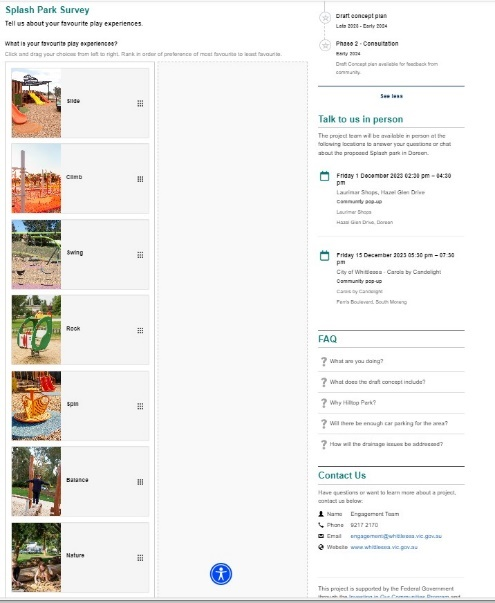 Splash Park Survey
Tell us about your favourite play experiences.
What is your favourite play experiences?
Click and drag your choices from left to right. Rank in order of preference of most favourite to least favourite.
Slide
Climb
Swing
Rock
Spin
Balance
Nature
Draft concept plan
Late 2023 - Early 2024
Phase 2 - Consultation
Early 2024
Draft Concept plan available for feedback from
community.
See less
Talk to us in person
The project team will be available in person at the
following locations to answer your questions or chat
about the proposed Splash park in Doreen.
Friday 1 December 2023 02:30 pm – 04:30
pm
Laurimar Shops, Hazel Glen Drive
Community pop-up
Laurimar Shops
Hazel Glen Drive, Doreen
Friday 15 December 2023 05:30 pm – 07:30
pm
City of Whittlesea - Carols by Candlelight
Community pop-up
Carols by Candlelight
Ferris Boulevard, South Morang
FAQ
What are you doing?
What does the draft concept include?
Why Hilltop Park?
Will there be enough car parking for the area?
How will the drainage issues be addressed?
Contact Us
Have questions or want to learn more about a project,
contact us below:
Name Engagement Team
Phone 9217 2170
Email engagement@whittlesea.vic.gov.au
Website www.whittlesea.vic.gov.au
This project is supported by the Federal Government
through the Investing in Our Communities Program and